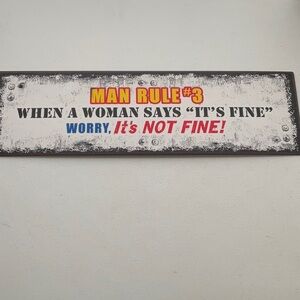 MAN RULE #3
WHEN A WOMAN SAYS “IT'S FINE”
WORRY, It's NOT FINE!